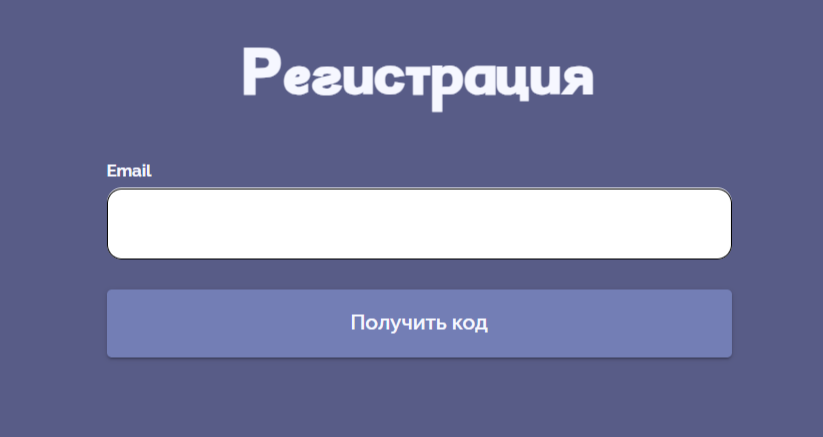 Регистрация
Email
Получить код